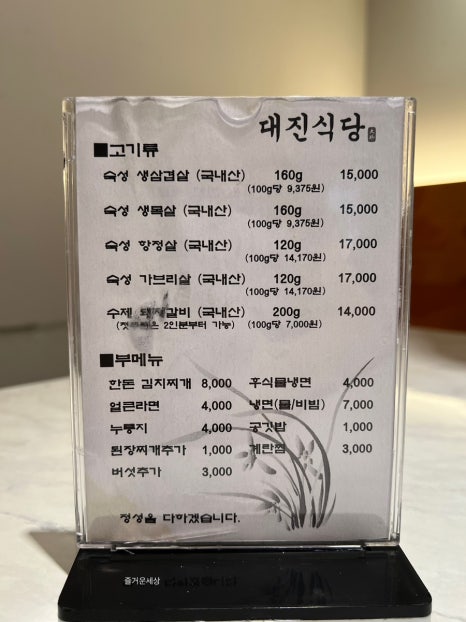 대진식당
■고기류
숙성 생삼겹살 (국내산) 160g 15,000
(100g당 9,375원)
숙성 생목살 (국내산) 160g 15,000
(100g당 9,375원)
숙성 항정살 (국내산) 120g 17,000
(100g당 14,170원)
숙성 가브리살 (국내산) 120g 17,000
(100g당 14,170원)
수제 돼지갈비 (국내산) 200g 14,000
2인분부터 가능) (100g당 7,000원)
■부메뉴
한돈 김치찌개 8,000 후식물냉면 4,000
얼큰라면 4,000 냉면(물/비빔) 7,000
누룽지 4,000 공깃밥 1,000
된장찌개추가 1,000 계란찜 3,000
버섯추가 3,000
정성을 다하겠습니다.
즐거운세상